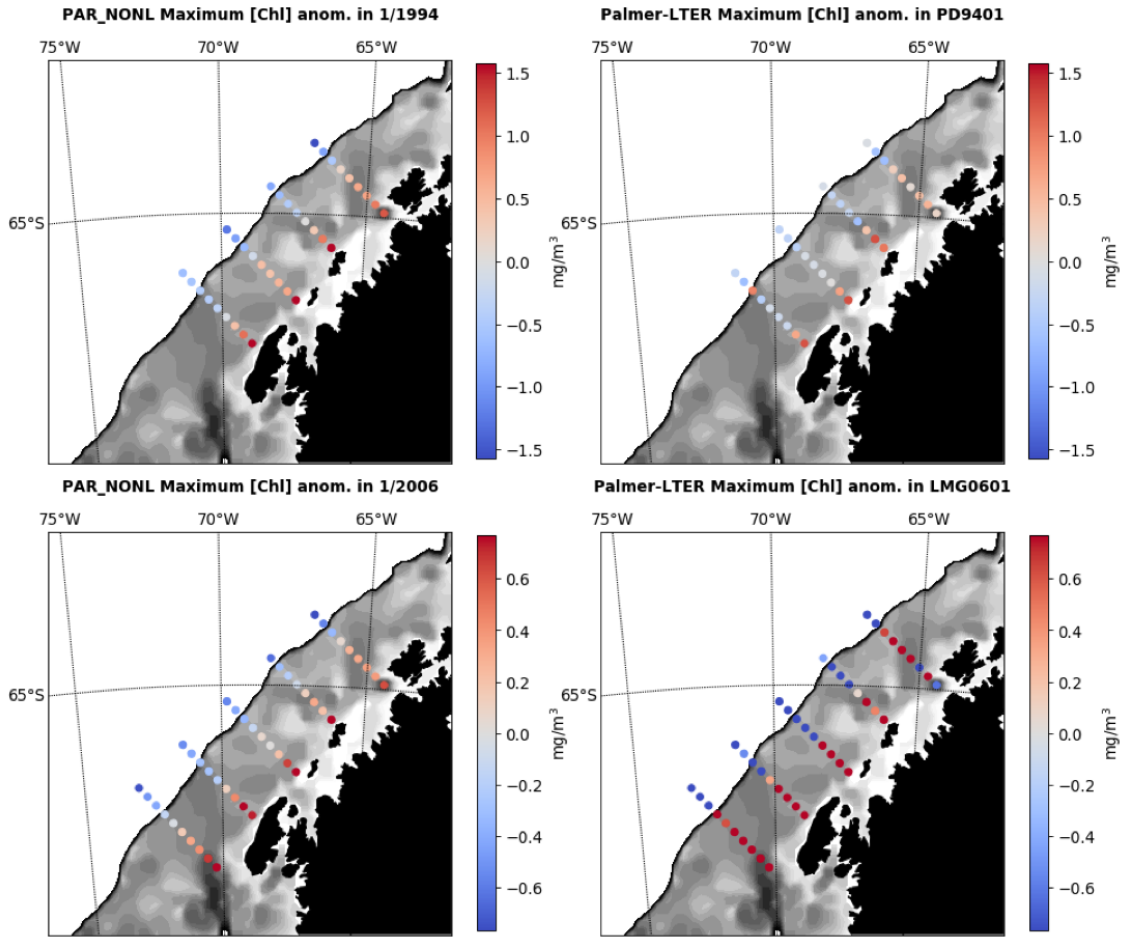 PAR_NONL Maximum [Chl] anom. in 1/1994
75°W 70°W 65°W
65°S
1.5
1.0
0.5
0.0
−0.5
−1.0
−1.5
mg/m³
Palmer-LTER Maximum [Chl] anom. in PD9401
75°W 70°W 65°W
65°S
1.5
1.0
0.5
0.0
−0.5
−1.0
−1.5
mg/m³
PAR_NONL Maximum [Chl] anom. in 1/2006
75°W 70°W 65°W
65°S
0.6
0.4
0.2
0.0
−0.2
−0.4
−0.6
mg/m³
Palmer-LTER Maximum [Chl] anom. in LMG0601
75°W 70°W 65°W
65°S
0.6
0.4
0.2
0.0
−0.2
−0.4
−0.6
mg/m³